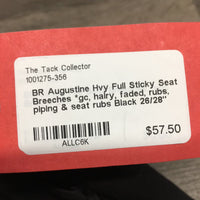 The Tack Collector
1001275-356
BR Augustine Hvy Full Sticky Seat
Breeches *gc, hairy, faded, rubs,
piping & seat rubs Black 26/28"
$57.50
ALLC6K